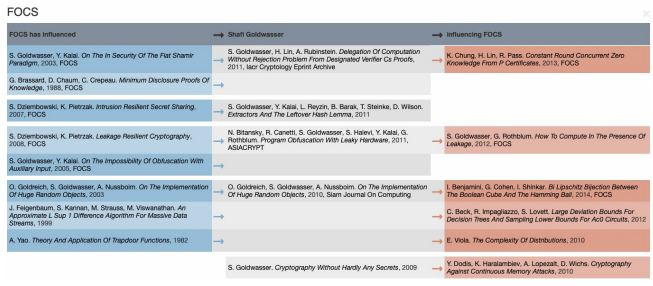 FOCS
FOCS has influenced
Shafi Goldwasser
influencing FOCS
S. Goldwasser, Y. Kalai. On The In Security Of The Fiat Shamir
Paradigm, 2003, FOCS
S. Goldwasser, H. Lin, A. Rubinstein. Delegation Of Computation
Without Rejection Problem From Designated Verifier Cs Proofs,
2011, Iacr Cryptology Eprint Archive
K. Chung, H. Lin, R. Pass. Constant Round Concurrent Zero
Knowledge From P Certificates, 2013, FOCS
G. Brassard, D. Chaum, C. Crepeau. Minimum Disclosure Proofs Of
Knowledge, 1988, FOCS
S. Dziembowski, K. Pietrzak. Intrusion Resilient Secret Sharing,
2007, FOCS
S. Goldwasser, Y. Kalai, L. Reyzin, B. Barak, T. Steinke, D. Wilson.
Extractors And The Leftover Hash Lemma, 2011
S. Dziembowski, K. Pietrzak. Leakage Resilient Cryptography,
2008, FOCS
N. Bitansky, R. Canetti, S. Goldwasser, S. Halevi, Y. Kalai, G.
Rothblum. Program Obfuscation With Leaky Hardware, 2011,
ASIACRYPT
S. Goldwasser, G. Rothblum. How To Compute In The Presence Of
Leakage, 2012, FOCS
S. Goldwasser, Y. Kalai. On The Impossibility Of Obfuscation With
Auxiliary Input, 2005, FOCS
O. Goldreich, S. Goldwasser, A. Nussboim. On The Implementation
Of Huge Random Objects, 2003
O. Goldreich, S. Goldwasser, A. Nussboim. On The Implementation
Of Huge Random Objects, 2010, Siam Journal On Computing
I. Benjamini, G. Cohen, I. Shinkar. Bi Lipschitz Bijection Between
The Boolean Cube And The Hamming Ball, 2014, FOCS
J. Feigenbaum, S. Kannan, M. Strauss, M. Viswanathan. An
Approximate L Sup 1 Difference Algorithm For Massive Data
Streams, 1999
C. Beck, R. Impagliazzo, S. Lovett. Large Deviation Bounds For
Decision Trees And Sampling Lower Bounds For Ac0 Circuits, 2012
A. Yao. Theory And Application Of Trapdoor Functions, 1982
E. Viola. The Complexity Of Distributions, 2010
S. Goldwasser. Cryptography Without Hardly Any Secrets, 2009
Y. Dodis, K. Haralambiev, A. Lopezalt, D. Wichs. Cryptography
Against Continuous Memory Attacks, 2010